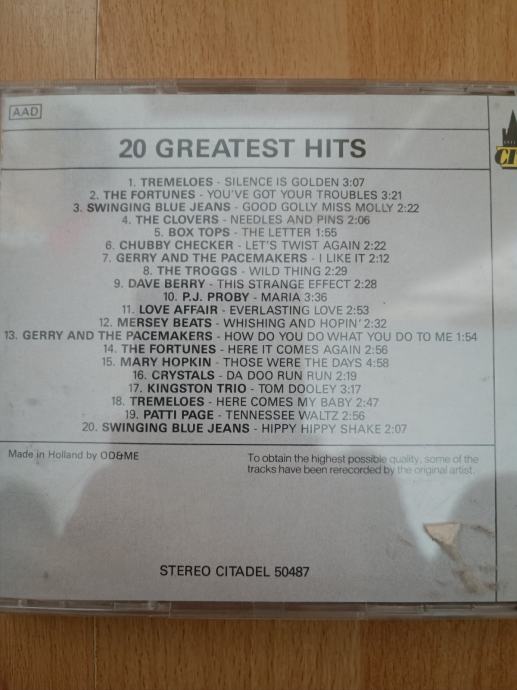 AAD
20 GREATEST HITS
1. TREMELOES - SILENCE IS GOLDEN 3:07
2. THE FORTUNES - YOU'VE GOT YOUR TROUBLES 3:21
3. SWINGING BLUE JEANS - GOOD GOLLY MISS MOLLY 2:22
4. THE CLOVERS - NEEDLES AND PINS 2:06
5. BOX TOPS - THE LETTER 1:55
6. CHUBBY CHECKER - LET'S TWIST AGAIN 2:22
7. GERRY AND THE PACEMAKERS - I LIKE IT 2:12
8. THE TROGGS - WILD THING 2:29
9. DAVE BERRY - THIS STRANGE EFFECT 2:28
10. P.J. PROBY - MARIA 3:36
11. LOVE AFFAIR - EVERLASTING LOVE 2:53
12. MERSEY BEATS - WHISHING AND HOPIN' 2:32
13. GERRY AND THE PACEMAKERS - HOW DO YOU DO WHAT YOU DO TO ME 1:54
14. THE FORTUNES - HERE IT COMES AGAIN 2:56
15. MARY HOPKIN - THOSE WERE THE DAYS 4:58
16. CRYSTALS - DA DOO RUN RUN 2:19
17. KINGSTON TRIO - TOM DOOLEY 3:17
18. TREMELOES - HERE COMES MY BABY 2:47
19. PATTI PAGE - TENNESSEE WALTZ 2:56
20. SWINGING BLUE JEANS - HIPPY HIPPY SHAKE 2:07
Made in Holland by OD&ME
To obtain the highest possible quality, some of the
tracks have been rerecorded by the original artist.
STEREO CITADEL 50487